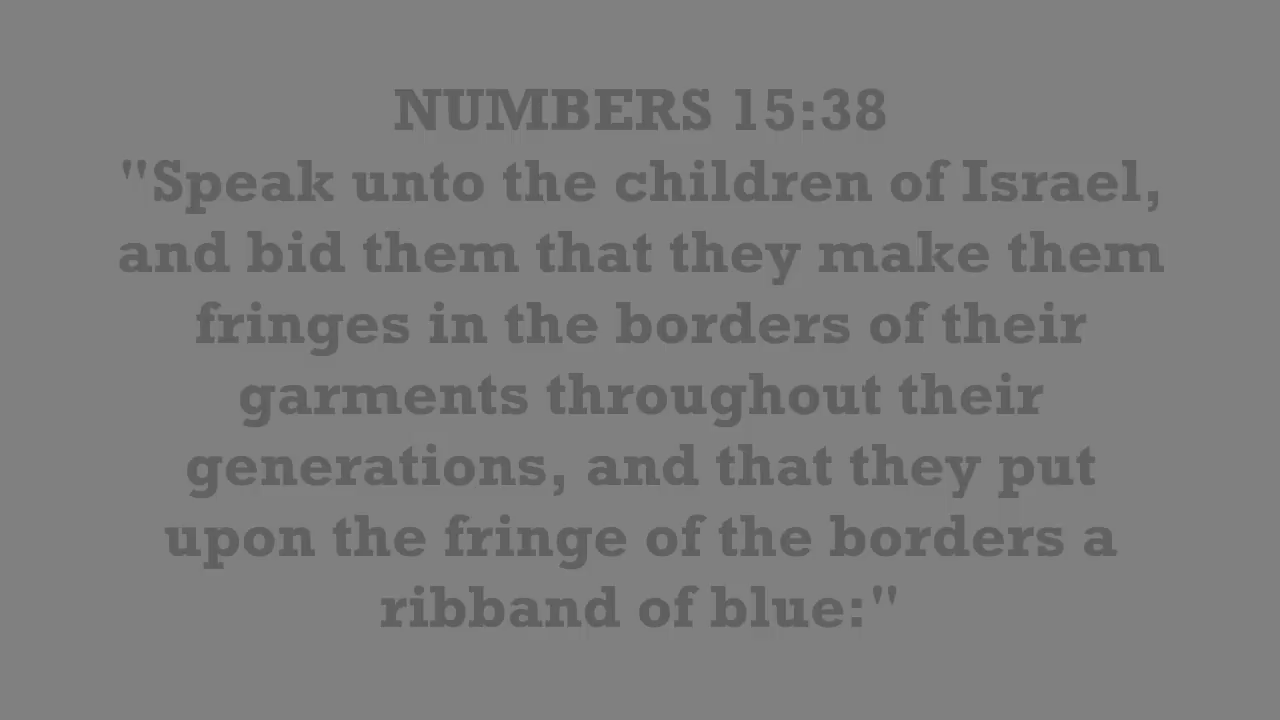 NUMBERS 15:38
"Speak unto the children of Israel,
and bid them that they make them
fringes in the borders of their
garments throughout their
generations, and that they put
upon the fringe of the borders a
ribband of blue:"